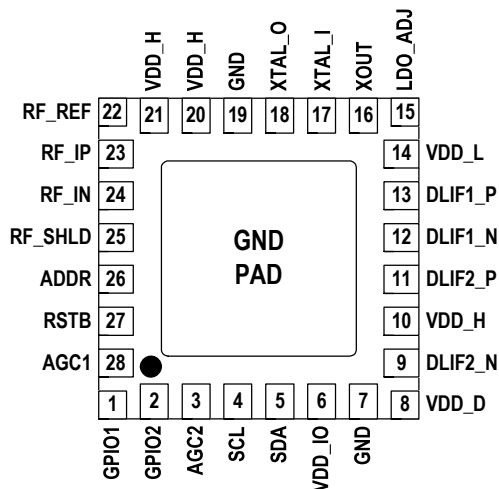 VDD_H
VDD_H
GND
XTAL_O
XTAL_I
XOUT
LDO_ADJ
RF_REF 22 21 20 19 18 17 16 15
RF_IP 23 14 VDD_L
RF_IN 24 13 DLIF1_P
RF_SHLD 25 12 DLIF1_N
GND
PAD
ADDR 26 11 DLIF2_P
RSTB 27 10 VDD_H
AGC1 28 9 DLIF2_N
1 2 3 4 5 6 7 8 VDD_D
GPIO1
GPIO2
AGC2
SCL
SDA
VDD_IO
GND